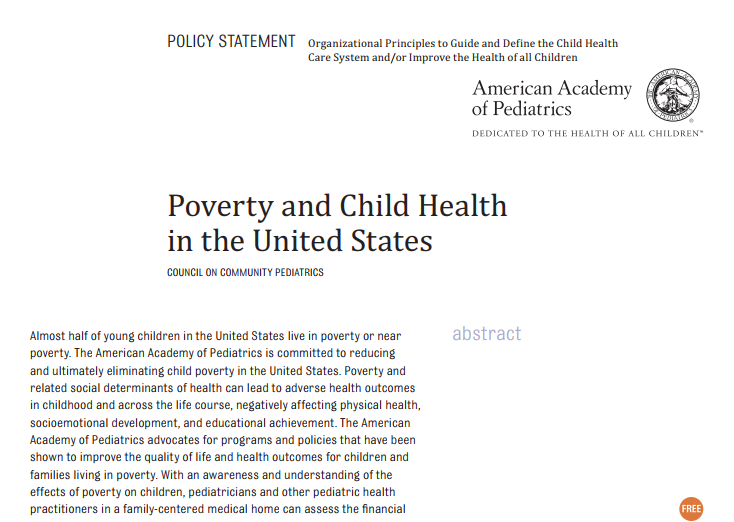 POLICY STATEMENT
Organizational Principles to Guide and Define the Child Health
Care System and/or Improve the Health of all Children
American Academy
of Pediatrics
DEDICATED TO THE HEALTH OF ALL CHILDREN™
Poverty and Child Health
in the United States
COUNCIL ON COMMUNITY PEDIATRICS
abstract
Almost half of young children in the United States live in poverty or near
poverty. The American Academy of Pediatrics is committed to reducing
and ultimately eliminating child poverty in the United States. Poverty and
related social determinants of health can lead to adverse health outcomes
in childhood and across the life course, negatively affecting physical health,
socioemotional development, and educational achievement. The American
Academy of Pediatrics advocates for programs and policies that have been
shown to improve the quality of life and health outcomes for children and
families living in poverty. With an awareness and understanding of the
effects of poverty on children, pediatricians and other pediatric health
practitioners in a family-centered medical home can assess the financial
FREE